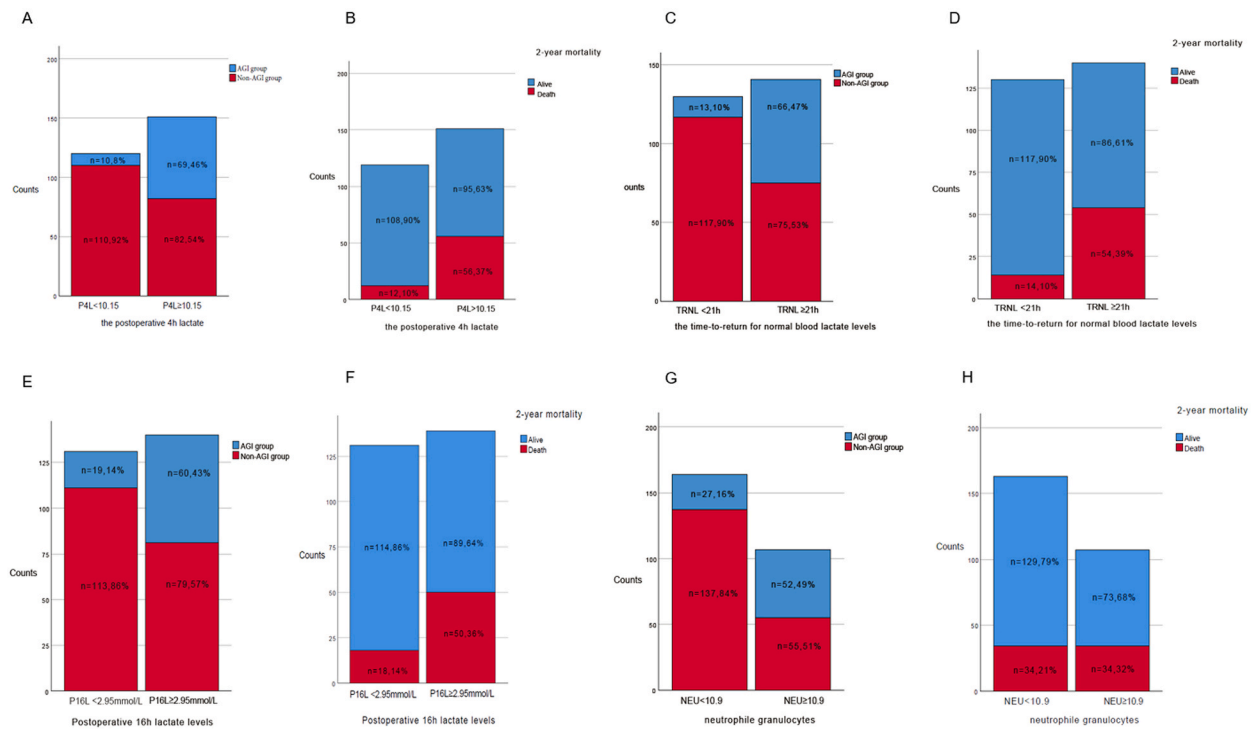 A
AGI group
Non-AGI group
200
150
100
50
0
Counts
n=10,8%
n=69,46%
n=110,92%
n=82,54%
P4L<10.15
P4L≥10.15
the postoperative 4h lactate
B
2-year mortality
Alive
Death
200
150
100
50
0
Counts
n=108,90%
n=95,63%
n=12,10%
n=56,37%
P4L<10.15
P4L>10.15
the postoperative 4h lactate
C
AGI group
Non-AGI group
150
100
50
0
ounts
n=13,10%
n=66,47%
n=117,90%
n=75,53%
TRNL <21h
TRNL ≥21h
the time-to-return for normal blood lactate levels
D
2-year mortality
Alive
Death
125
100
75
50
25
0
Counts
n=117,90%
n=86,61%
n=14,10%
n=54,39%
TRNL <21h
TRNL ≥21h
the time-to-return for normal blood lactate levels
E
AGI group
Non-AGI group
125
100
75
50
25
0
Counts
n=19,14%
n=60,43%
n=113,86%
n=79,57%
P16L <2.95mmol/L
P16L≥2.95mmol/L
Postoperative 16h lactate levels
F
2-year mortality
Alive
Death
125
100
75
50
25
0
Counts
n=114,86%
n=89,64%
n=18,14%
n=50,36%
P16L <2.95mmol/L
P16L≥2.95mmol/L
Postoperative 16h lactate levels
G
AGI group
Non-AGI group
200
150
100
50
0
Counts
n=27,16%
n=52,49%
n=137,84%
n=55,51%
NEU<10.9
NEU≥10.9
neutrophile granulocytes
H
2-year mortality
Alive
Death
200
150
100
50
0
Counts
n=129,79%
n=73,68%
n=34,21%
n=34,32%
NEU<10.9
NEU≥10.9
neutrophile granulocytes